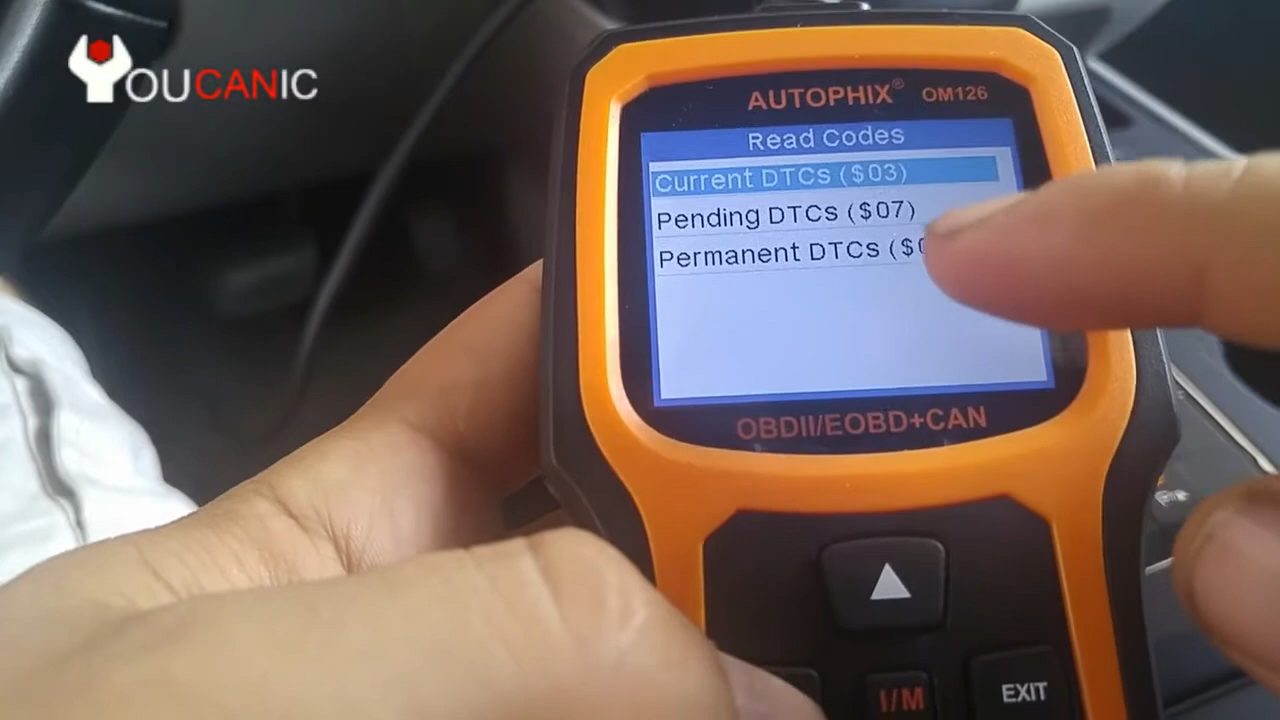 YOUCANIC
AUTOPHIX® OM126
Read Codes
Current DTCs ($03)
Pending DTCs ($07)
Permanent DTCs ($0
OBDII/EOBD+CAN
I/M
EXIT